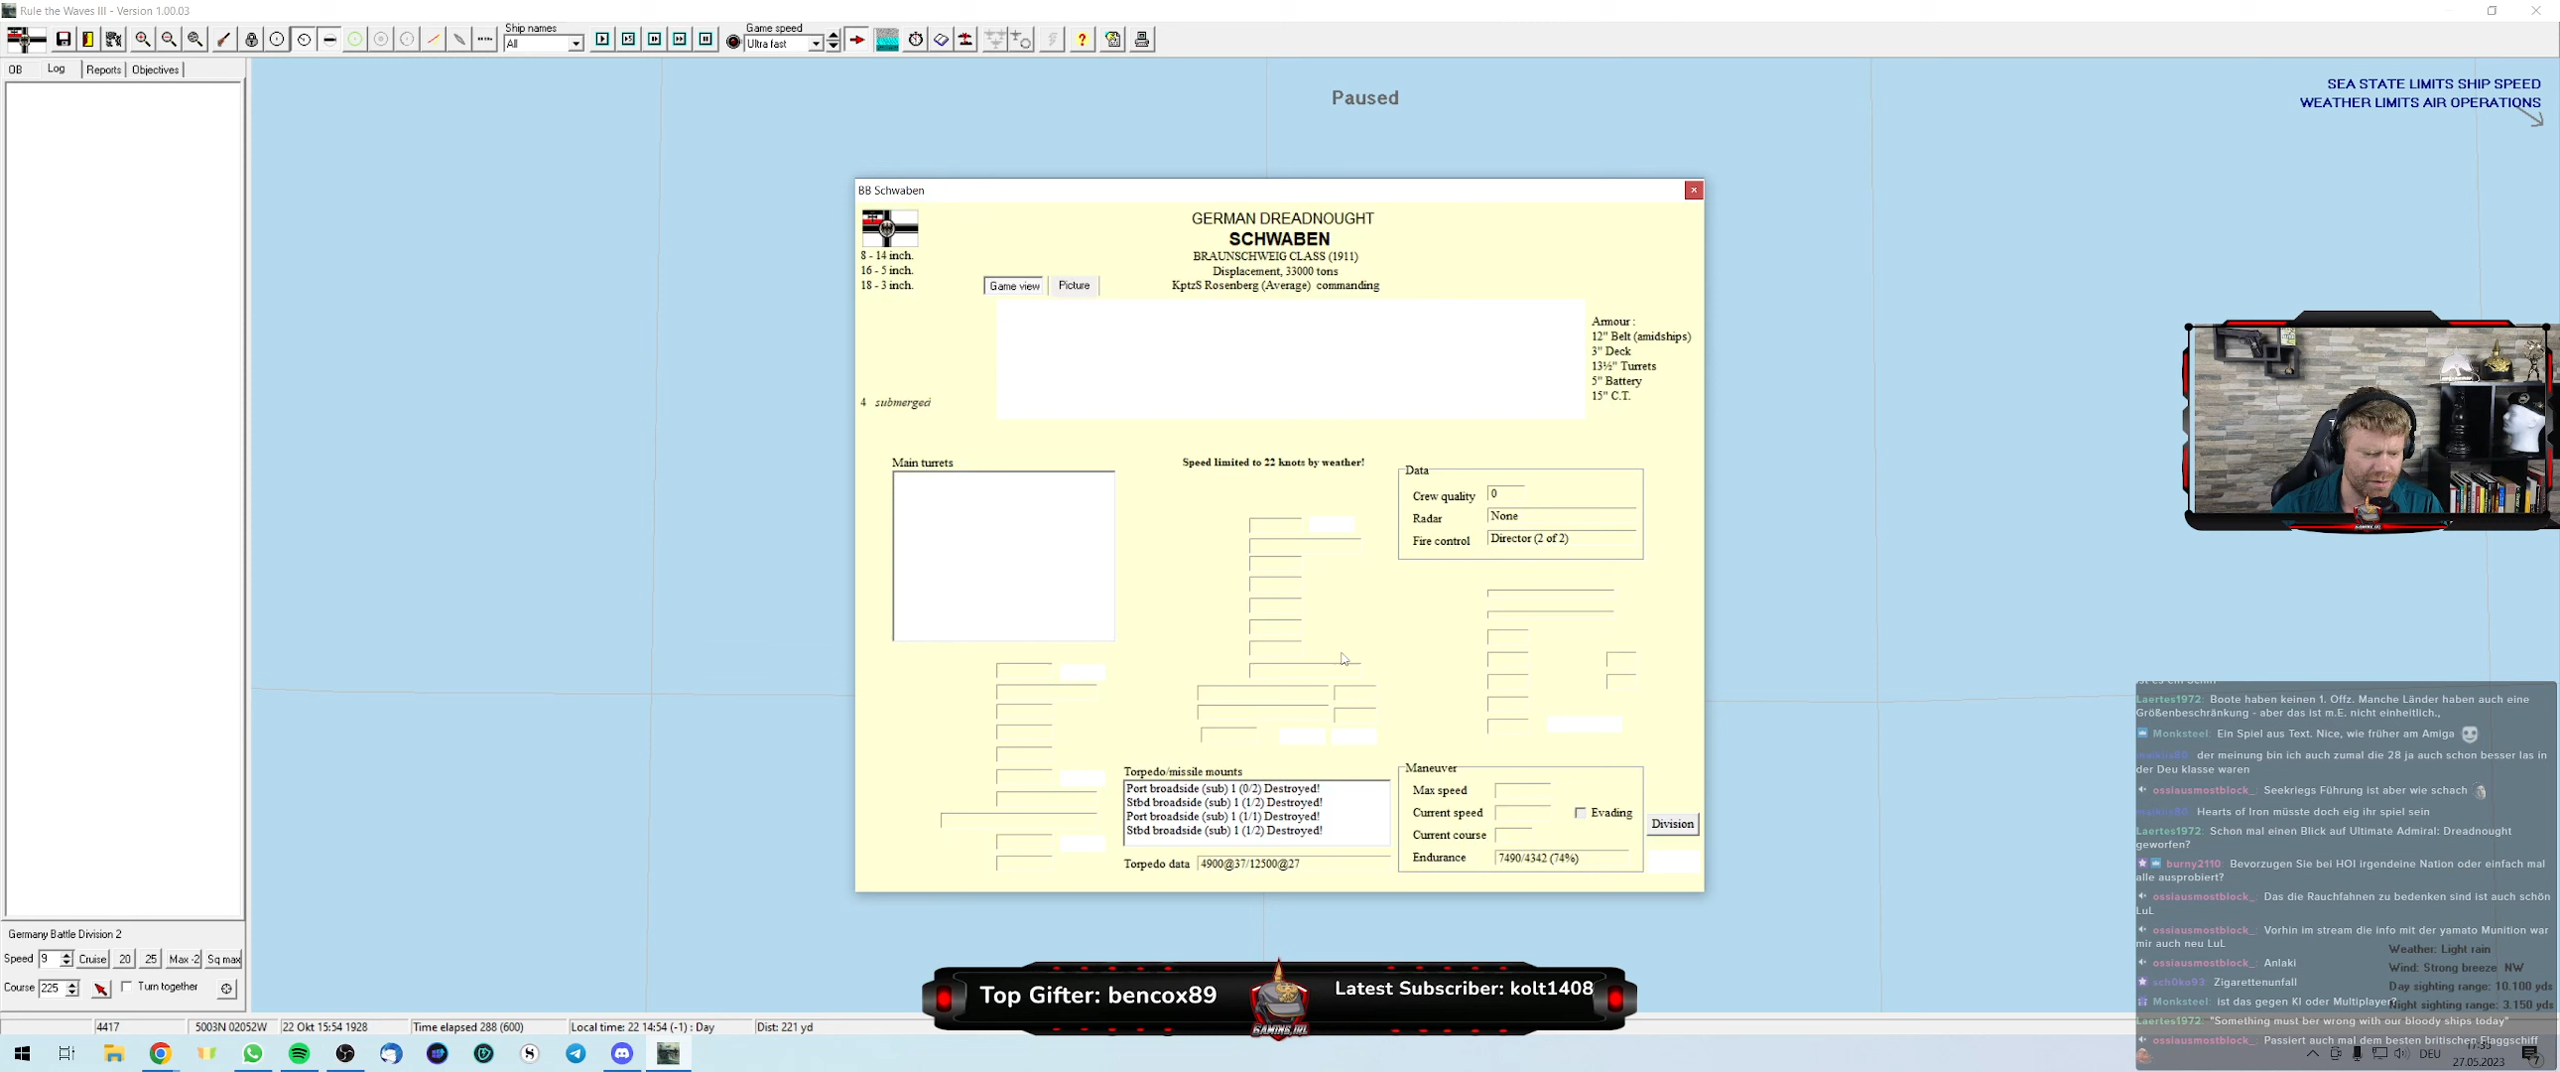 Rule the Waves III - Version 1.00.03
Ship names
All
Game speed
Ultra fast
OB
Log
Reports
Objectives
Paused
SEA STATE LIMITS SHIP SPEED
WEATHER LIMITS AIR OPERATIONS
BB Schwaben
GERMAN DREADNOUGHT
SCHWABEN
BRAUNSCHWEIG CLASS (1911)
Displacement, 33000 tons
KptzS Rosenberg (Average) commanding
8 - 14 inch.
16 - 5 inch.
18 - 3 inch.
Game view
Picture
Armour :
12" Belt (amidships)
3" Deck
13½" Turrets
5" Battery
15" C.T.
4 submerged
Main turrets
Speed limited to 22 knots by weather!
Data
Crew quality 0
Radar None
Fire control Director (2 of 2)
Torpedo/missile mounts
Port broadside (sub) 1 (0/2) Destroyed!
Stbd broadside (sub) 1 (1/2) Destroyed!
Port broadside (sub) 1 (1/1) Destroyed!
Stbd broadside (sub) 1 (1/2) Destroyed!
Torpedo data 4900@37/12500@27
Maneuver
Max speed
Current speed
Evading
Current course
Endurance 7490/4342 (74%)
Division
Germany Battle Division 2
Speed 9 Cruise 20 25 Max -2 Sq max
Course 225 Turn together
4417
5003N 02052W
22 Okt 15:54 1928
Time elapsed 288 (600)
Local time: 22 14:54 (-1) : Day
Dist: 221 yd
Top Gifter: bencox89
GAMING.IRL
Latest Subscriber: kolt1408
Laertes1972: Boote haben keinen 1. Offz. Manche Länder haben auch eine
Größenbeschränkung - aber das ist m.E. nicht einheitlich.,
Monksteel: Ein Spiel aus Text. Nice, wie früher am Amiga
der meinung bin ich auch zumal die 28 ja auch schon besser las in
der Deu klasse waren
ossiausmostblock_: Seekriegs Führung ist aber wie schach
Hearts of Iron müsste doch eig ihr spiel sein
Laertes1972: Schon mal einen Blick auf Ultimate Admiral: Dreadnought
geworfen?
burny2110: Bevorzugen Sie bei HOI irgendeine Nation oder einfach mal
alle ausprobiert?
ossiausmostblock_: Das die Rauchfahnen zu bedenken sind ist auch schön
LuL
ossiausmostblock_: Vorhin im stream die info mit der yamato Munition war
mir auch neu LuL
Weather: Light rain
ossiausmostblock_: Anlaki
Wind: Strong breeze NW
sch0ko93: Zigarettenunfall
Day sighting range: 10.100 yds
Monksteel: ist das gegen KI oder Multiplayer?
Night sighting range: 3.150 yds
Laertes1972: "Something must ber wrong with our bloody ships today"
ossiausmostblock_: Passiert auch mal dem besten britischen Flaggschiff
DEU
17:35
27.05.2023
7